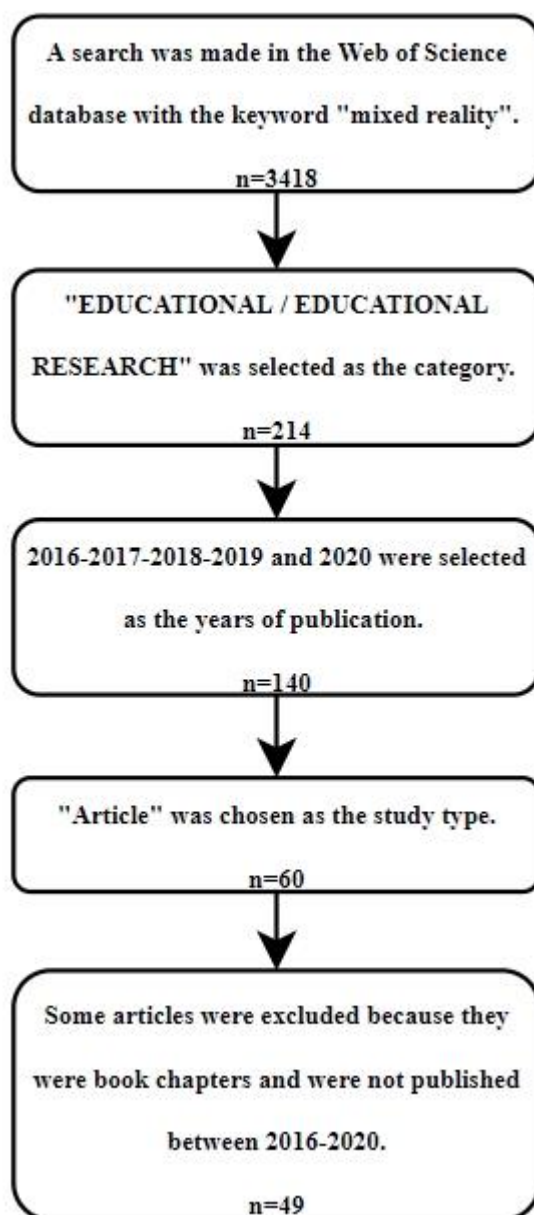 A search was made in the Web of Science
database with the keyword "mixed reality".
n=3418
"EDUCATIONAL / EDUCATIONAL
RESEARCH" was selected as the category.
n=214
2016-2017-2018-2019 and 2020 were selected
as the years of publication.
n=140
"Article" was chosen as the study type.
n=60
Some articles were excluded because they
were book chapters and were not published
between 2016-2020.
n=49